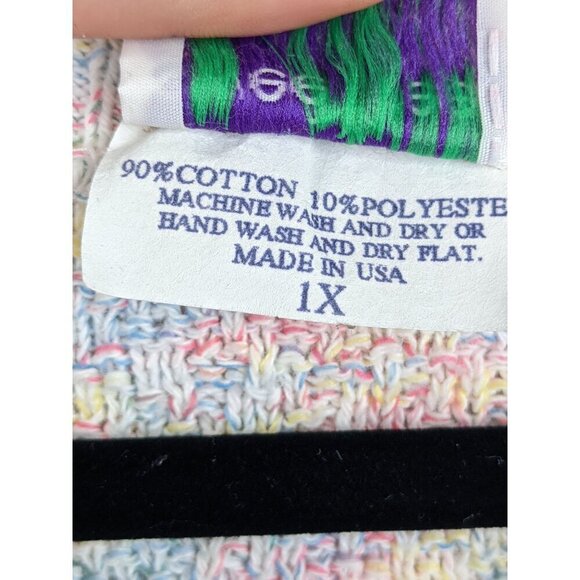 90%COTTON 10%POLYESTE
MACHINE WASH AND DRY OR
HAND WASH AND DRY FLAT.
MADE IN USA
1X